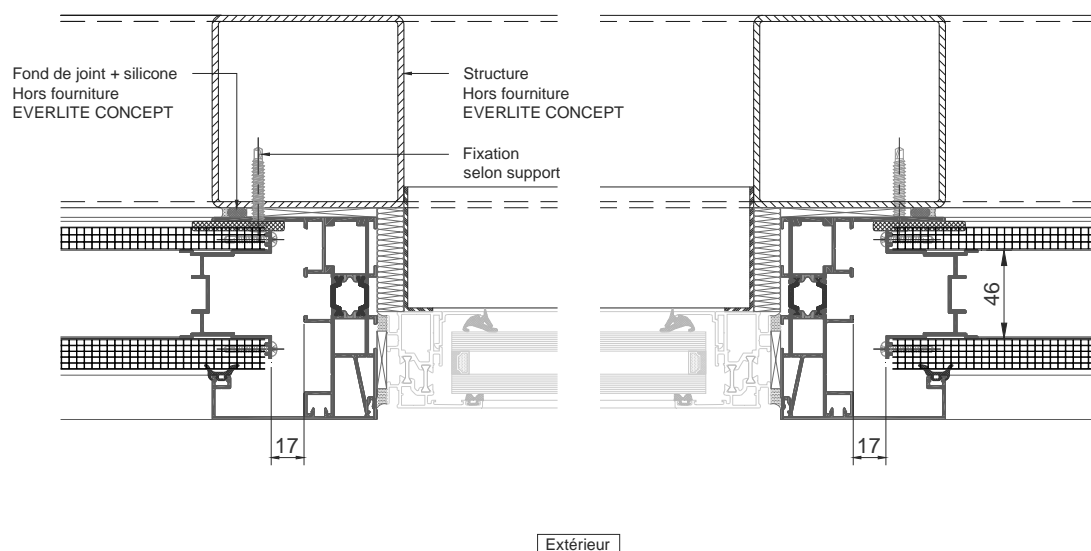 Fond de joint + silicone
Hors fourniture
EVERLITE CONCEPT
Structure
Hors fourniture
EVERLITE CONCEPT
Fixation
selon support
46
17
17
Extérieur